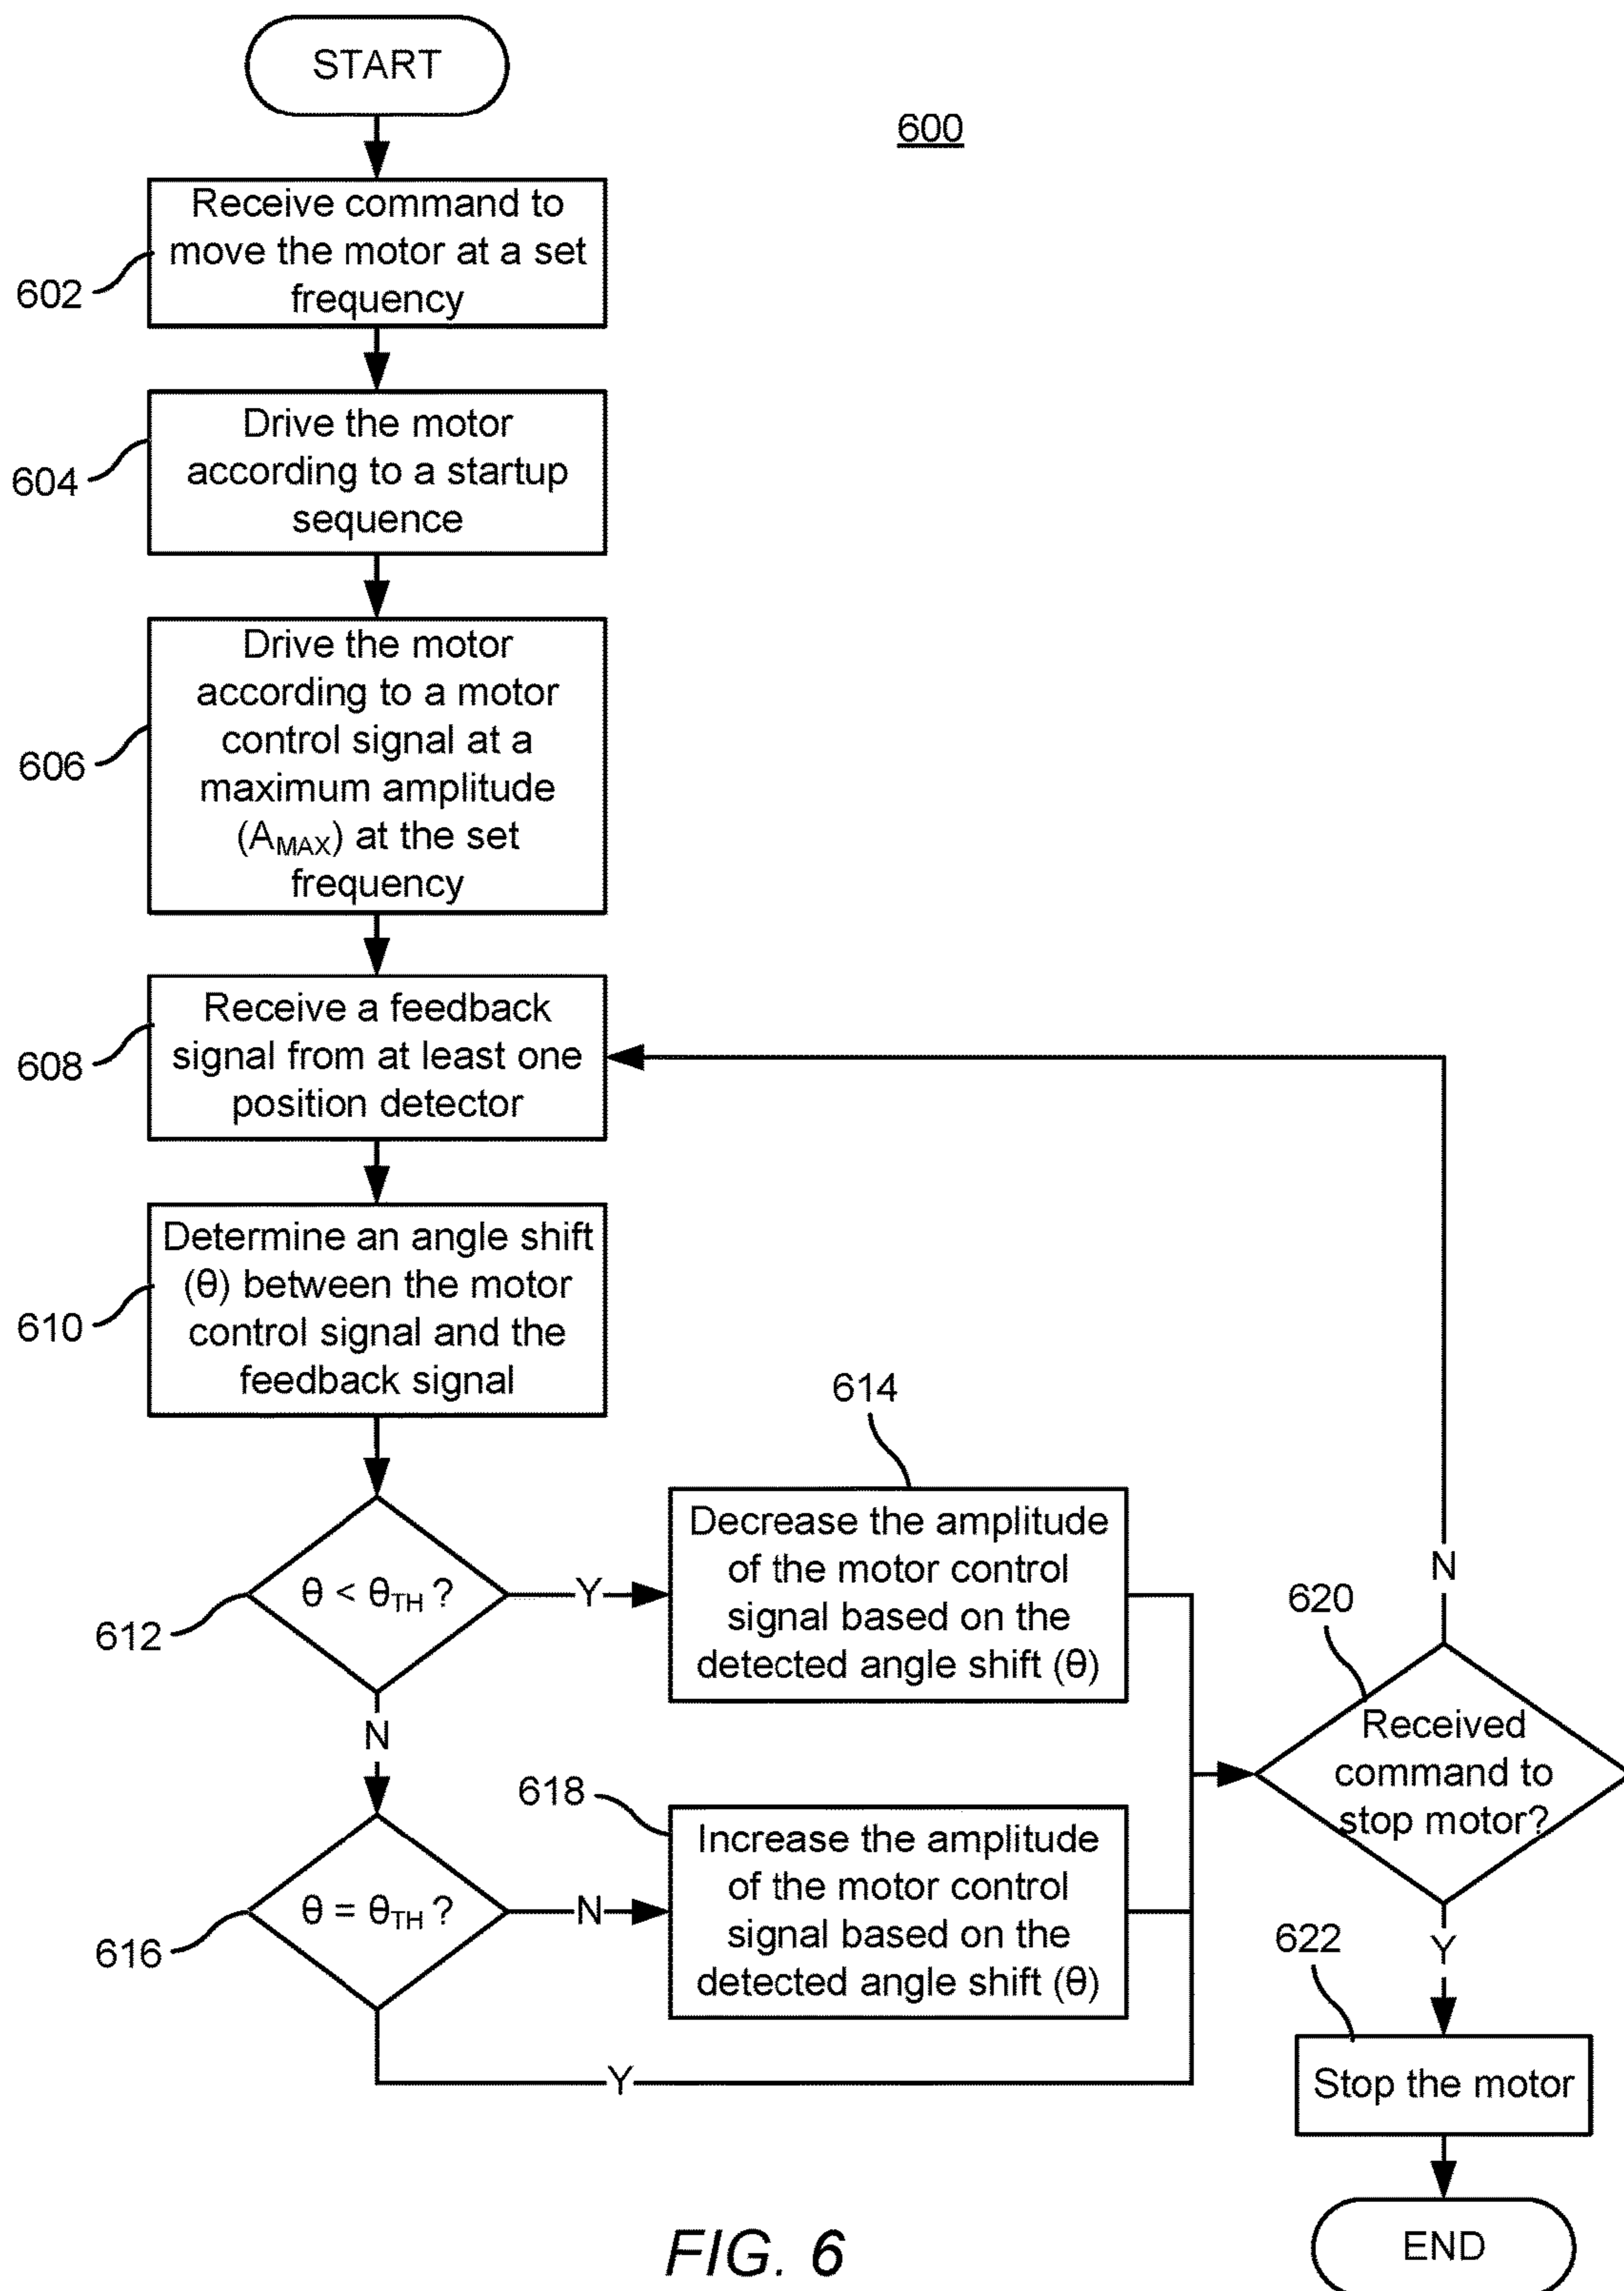 START
600
Receive command to
move the motor at a set
frequency
602
Drive the motor
according to a startup
sequence
604
Drive the motor
according to a motor
control signal at a
maximum amplitude
(AMAX) at the set
frequency
606
Receive a feedback
signal from at least one
position detector
608
Determine an angle shift
(θ) between the motor
control signal and the
feedback signal
610
θ < θTH ?
612
Y
N
614
Decrease the amplitude
of the motor control
signal based on the
detected angle shift (θ)
θ = θTH ?
616
N
Y
618
Increase the amplitude
of the motor control
signal based on the
detected angle shift (θ)
620
Received
command to
stop motor?
N
Y
622
Stop the motor
END
FIG. 6